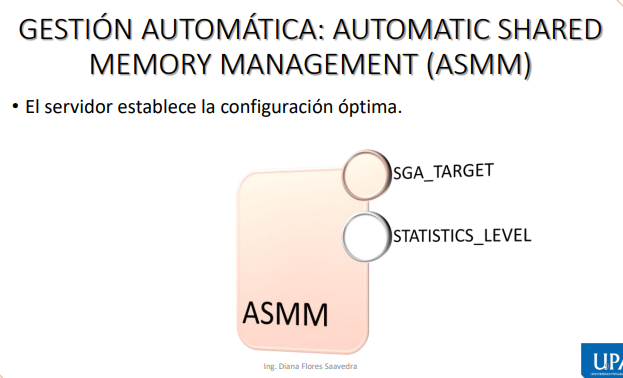 GESTIÓN AUTOMÁTICA: AUTOMATIC SHARED
MEMORY MANAGEMENT (ASMM)
• El servidor establece la configuración óptima.
SGA_TARGET
STATISTICS_LEVEL
ASMM
Ing. Diana Flores Saavedra